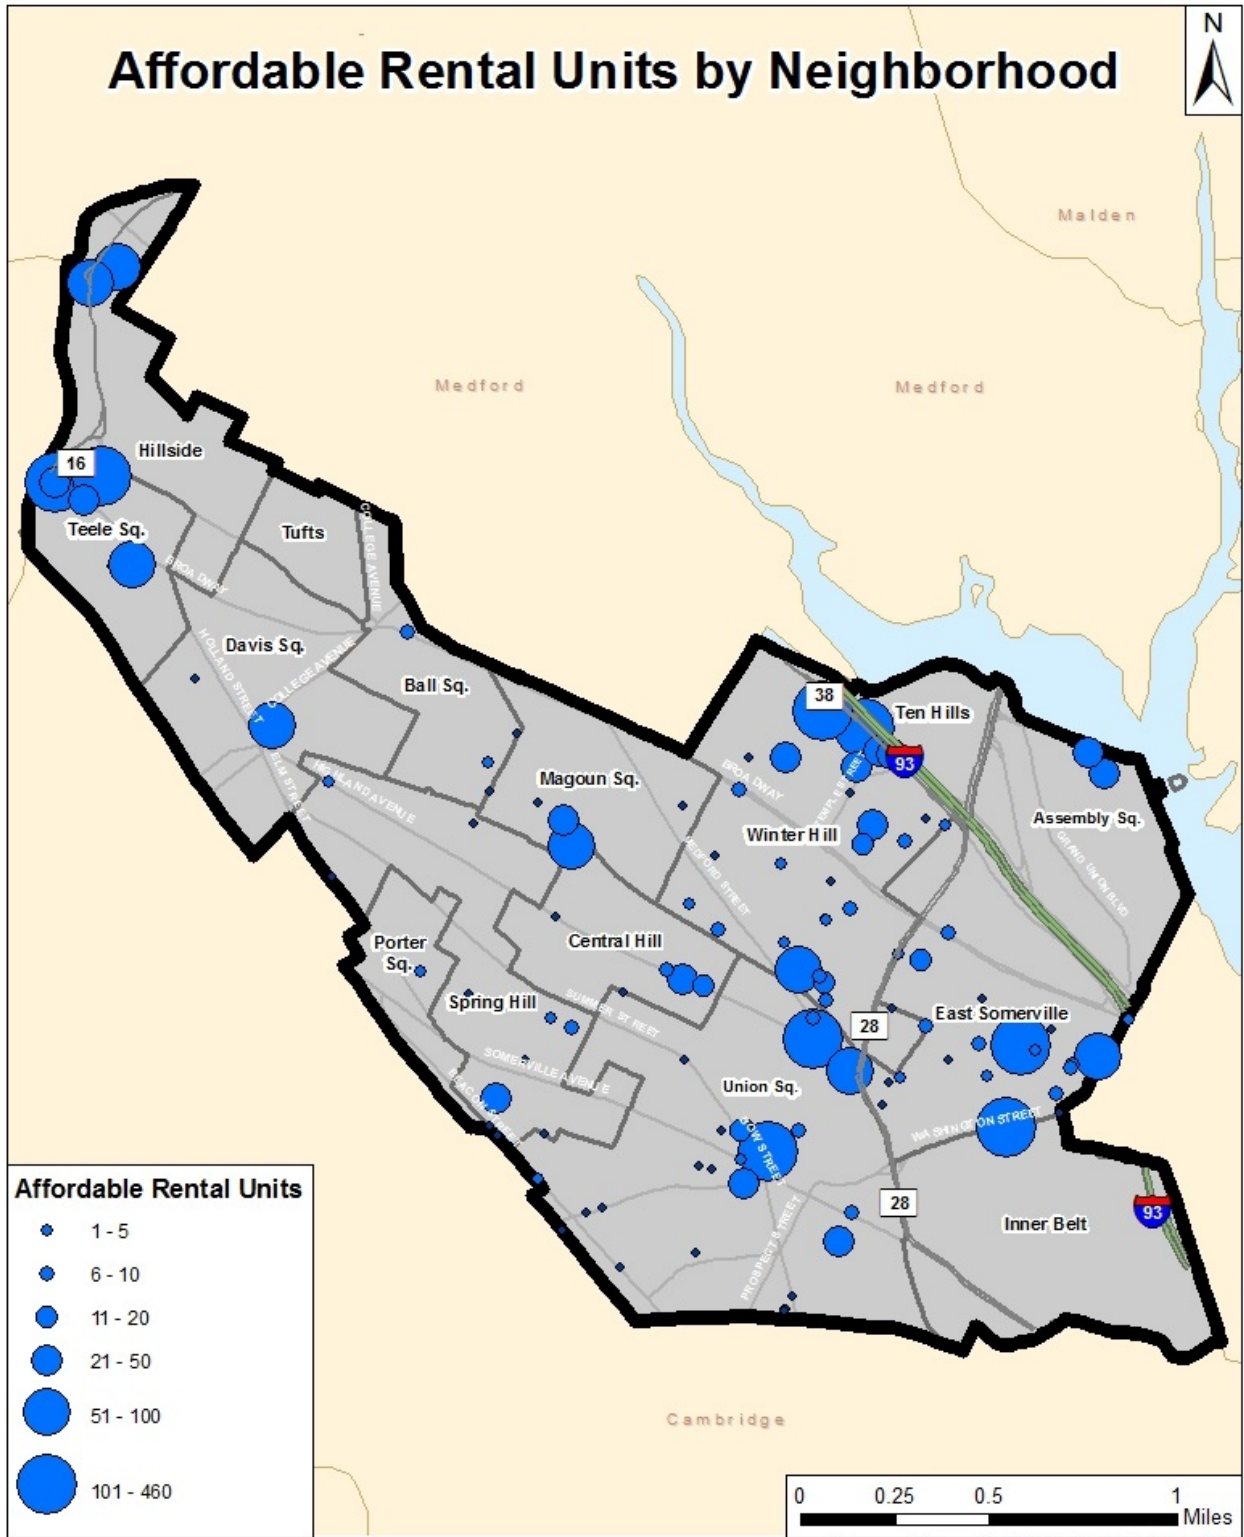 N
Affordable Rental Units by Neighborhood
Malden
Medford
Medford
Hillside
16
Teele Sq.
Tufts
COLLEGE AVENUE
BROADWAY
Davis Sq.
HOLLAND STREET
COLLEGE AVENUE
Ball Sq.
38
Ten Hills
93
ELM STREET
HIGHLAND AVENUE
Magoun Sq.
BROADWAY
TEMPLE STREET
Winter Hill
Assembly Sq.
GRAND UNION BLVD
MEDFORD STREET
Porter
Sq.
Central Hill
Spring Hill
SUMMER STREET
28
East Somerville
SOMERVILLE AVENUE
BEACON STREET
Union Sq.
BOW STREET
WASHINGTON STREET
PROSPECT STREET
28
93
Inner Belt
Cambridge
Affordable Rental Units
1 - 5
6 - 10
11 - 20
21 - 50
51 - 100
101 - 460
0 0.25 0.5 1
Miles